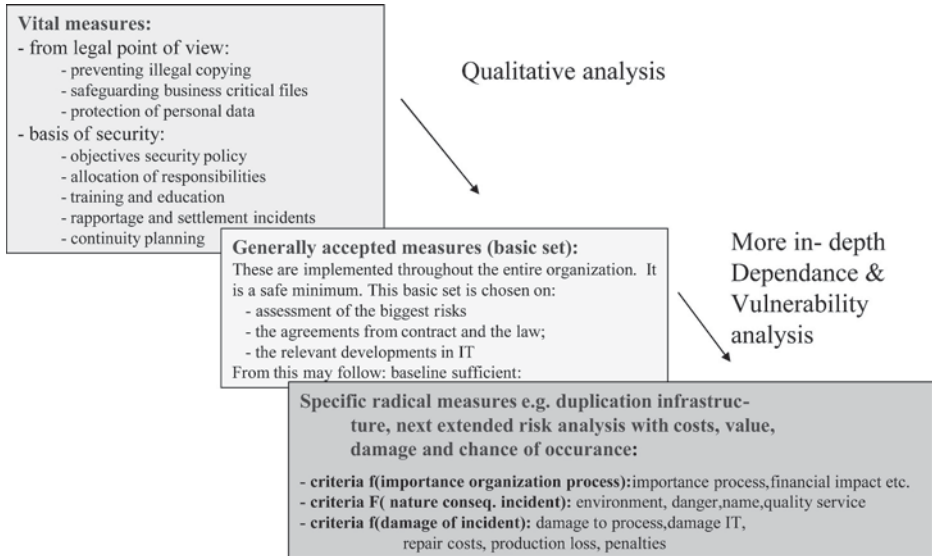 Vital measures:
- from legal point of view:
- preventing illegal copying
- safeguarding business critical files
- protection of personal data
- basis of security:
- objectives security policy
- allocation of responsibilities
- training and education
- rapportage and settlement incidents
- continuity planning
Qualitative analysis
Generally accepted measures (basic set):
These are implemented throughout the entire organization. It
is a safe minimum. This basic set is chosen on:
- assessment of the biggest risks
- the agreements from contract and the law;
- the relevant developments in IT
From this may follow: baseline sufficient:
More in- depth
Dependance &
Vulnerability
analysis
Specific radical measures e.g. duplication infrastruc-
ture, next extended risk analysis with costs, value,
damage and chance of occurance:
- criteria f(importance organization process):importance process,financial impact etc.
- criteria F( nature conseq. incident): environment, danger,name,quality service
- criteria f(damage of incident): damage to process,damage IT,
repair costs, production loss, penalties